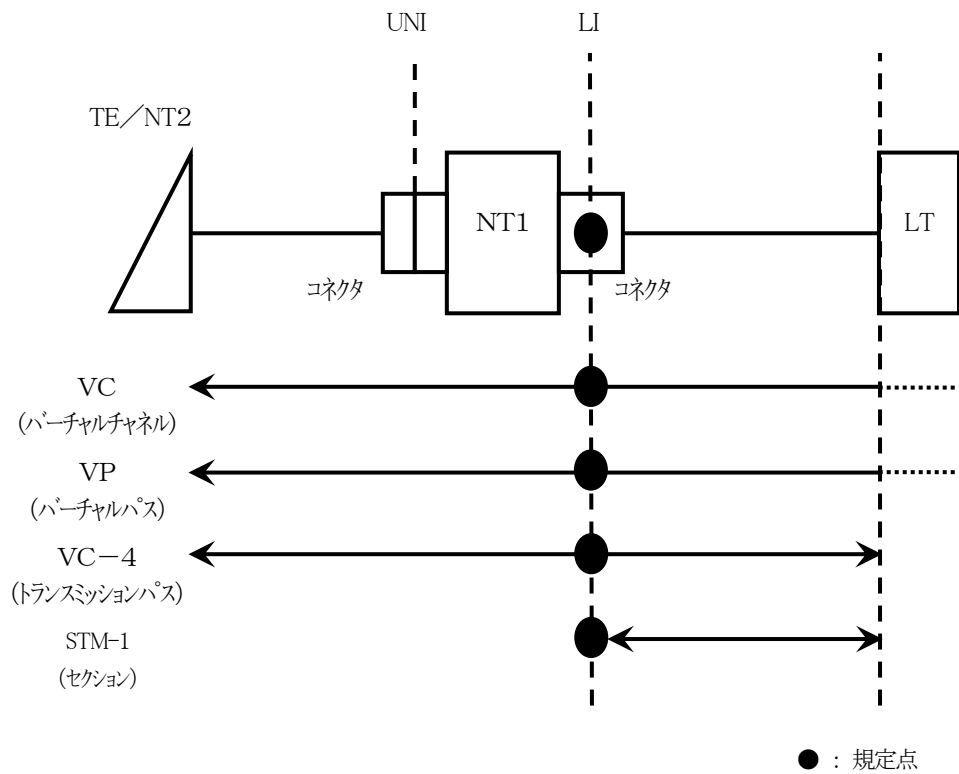 UNI LI
TE/NT2
NT1
LT
コネクタ コネクタ
VC
(バーチャルチャネル)
VP
(バーチャルパス)
VC-4
(トランスミッションパス)
STM-1
(セクション)
● : 規定点